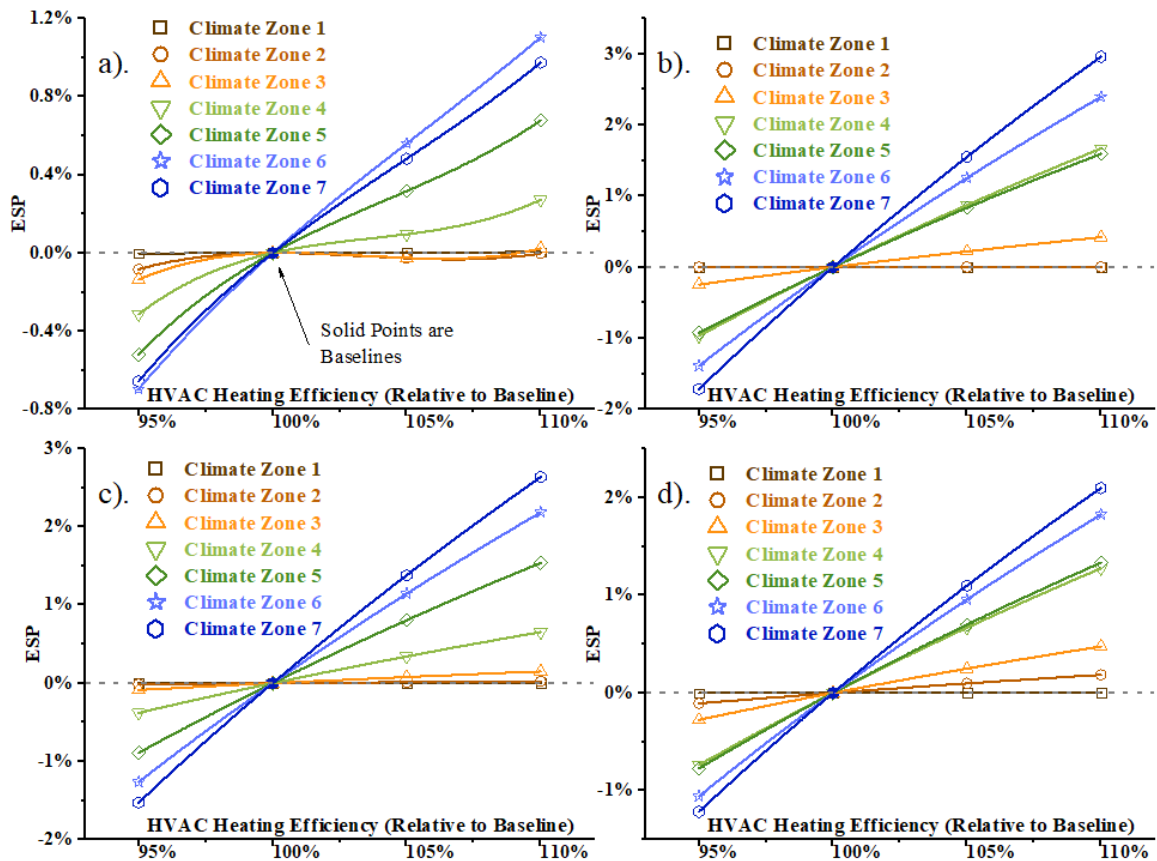 1.2%
0.8%
0.4%
0.0%
-0.4%
-0.8%
ESP
a).
Climate Zone 1
Climate Zone 2
Climate Zone 3
Climate Zone 4
Climate Zone 5
Climate Zone 6
Climate Zone 7
Solid Points are
Baselines
HVAC Heating Efficiency (Relative to Baseline)
95%
100%
105%
110%
3%
2%
1%
0%
-1%
-2%
ESP
b).
Climate Zone 1
Climate Zone 2
Climate Zone 3
Climate Zone 4
Climate Zone 5
Climate Zone 6
Climate Zone 7
HVAC Heating Efficiency (Relative to Baseline)
95%
100%
105%
110%
3%
2%
1%
0%
-1%
-2%
ESP
c).
Climate Zone 1
Climate Zone 2
Climate Zone 3
Climate Zone 4
Climate Zone 5
Climate Zone 6
Climate Zone 7
HVAC Heating Efficiency (Relative to Baseline)
95%
100%
105%
110%
2%
1%
0%
-1%
ESP
d).
Climate Zone 1
Climate Zone 2
Climate Zone 3
Climate Zone 4
Climate Zone 5
Climate Zone 6
Climate Zone 7
HVAC Heating Efficiency (Relative to Baseline)
95%
100%
105%
110%